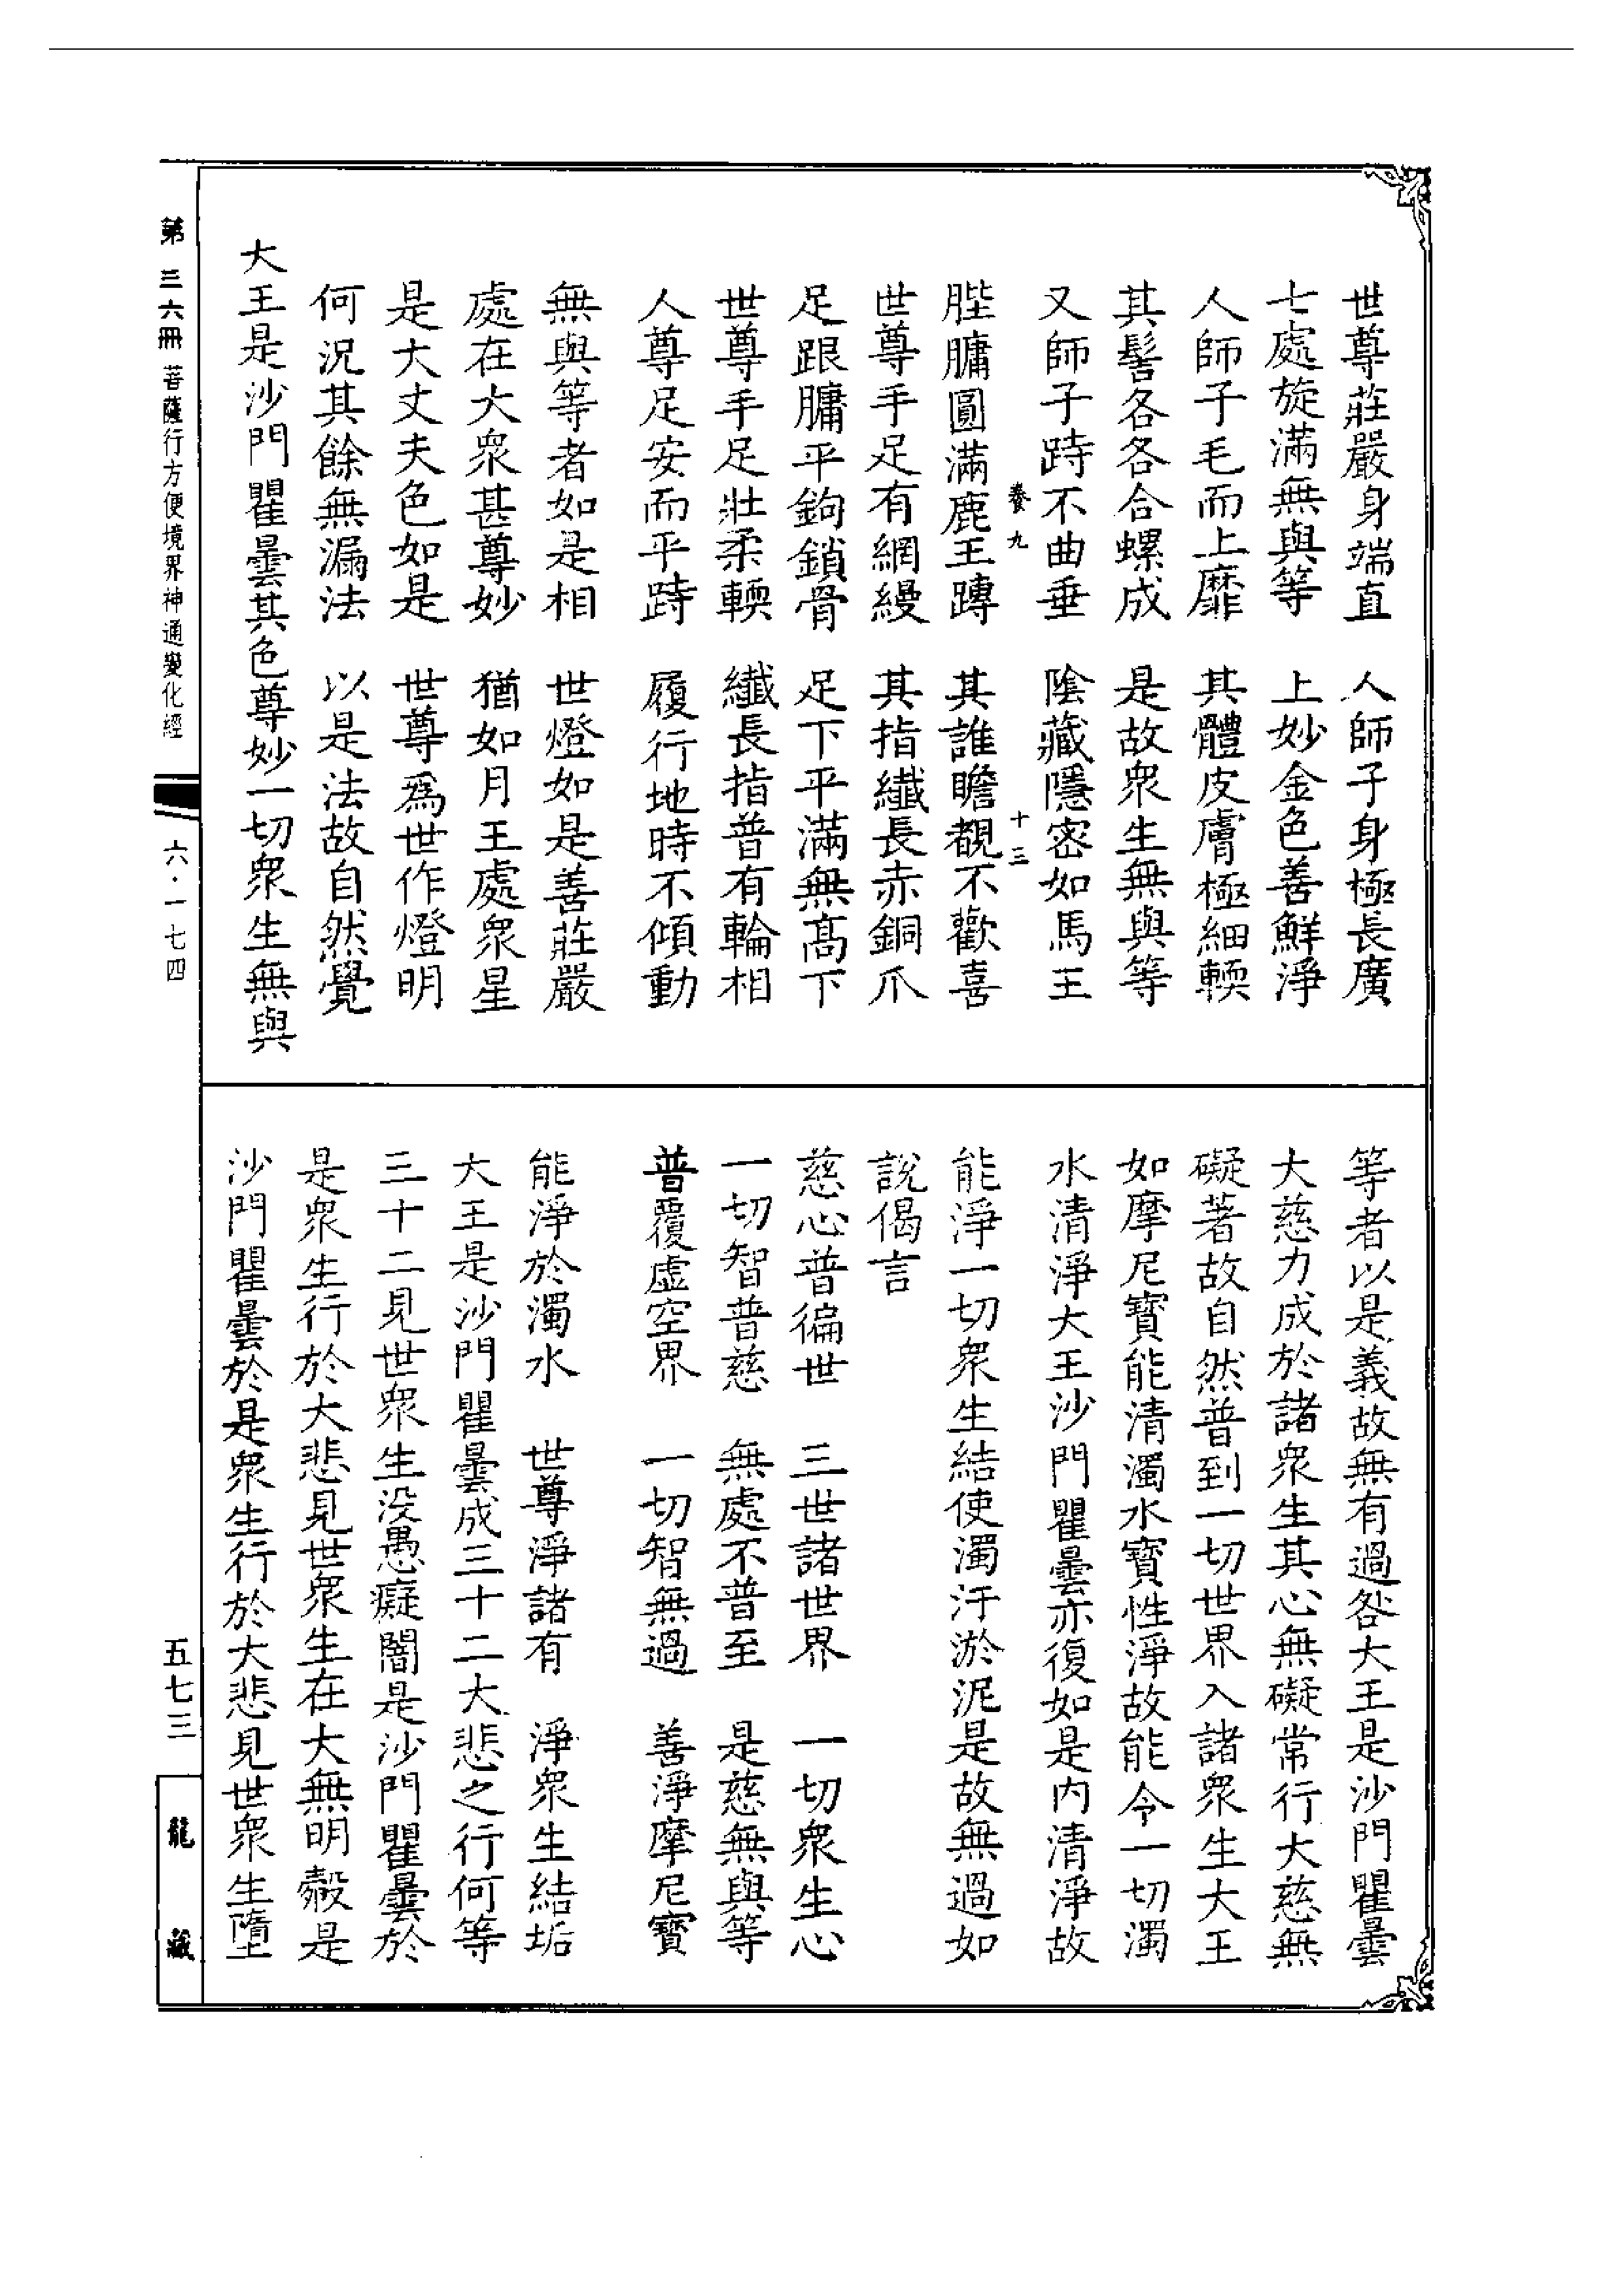 世尊莊嚴身端直　人師子身極長廣
七處旋滿無與等　上妙金色善鮮淨
人師子毛而上靡　其體皮膚極細輭
其髻各各合螺成　是故衆生無與等
又師子跱不曲垂　陰藏隱密如馬王
卷九　十三
䏶𦟛圓滿鹿王蹲　其誰瞻覩不歡喜
世尊手足有網縵　其指纖長赤銅爪
足跟𦟛平鉤鎖骨　足下平滿無高下
世尊手足壯柔輭　纖長指普有輪相
人尊足安而平跱　履行地時不傾動
無與等者如是相　世燈如是善莊嚴
處在大衆甚尊妙　猶如月王處衆星
是大丈夫色如是　世尊爲世作燈明
何況其餘無漏法　以是法故自然覺
大王是沙門瞿曇其色尊妙一切衆生無與
等者以是義故無有過咎大王是沙門瞿曇
大慈力成於諸衆生其心無礙常行大慈無
礙著故自然普到一切世界入諸衆生大王
如摩尼寶能清濁水寶性淨故能令一切濁
水清淨大王沙門瞿曇亦復如是内清淨故
能淨一切衆生結使濁汙淤泥是故無過如
說偈言
慈心普徧世　三世諸世界　一切衆生心
一切智普慈　無處不普至　是慈無與等
普覆虛空界　一切智無過　善淨摩尼寶
能淨於濁水　世尊淨諸有　淨衆生結垢
大王是沙門瞿曇成三十二大悲之行何等
三十二見世衆生没愚癡闇是沙門瞿曇於
是衆生行於大悲見世衆生在大無明㲉是
沙門瞿曇於是衆生行於大悲見世衆生墮
第三六冊　菩薩行方便境界神通變化經
六·一七四
五七三
龍藏